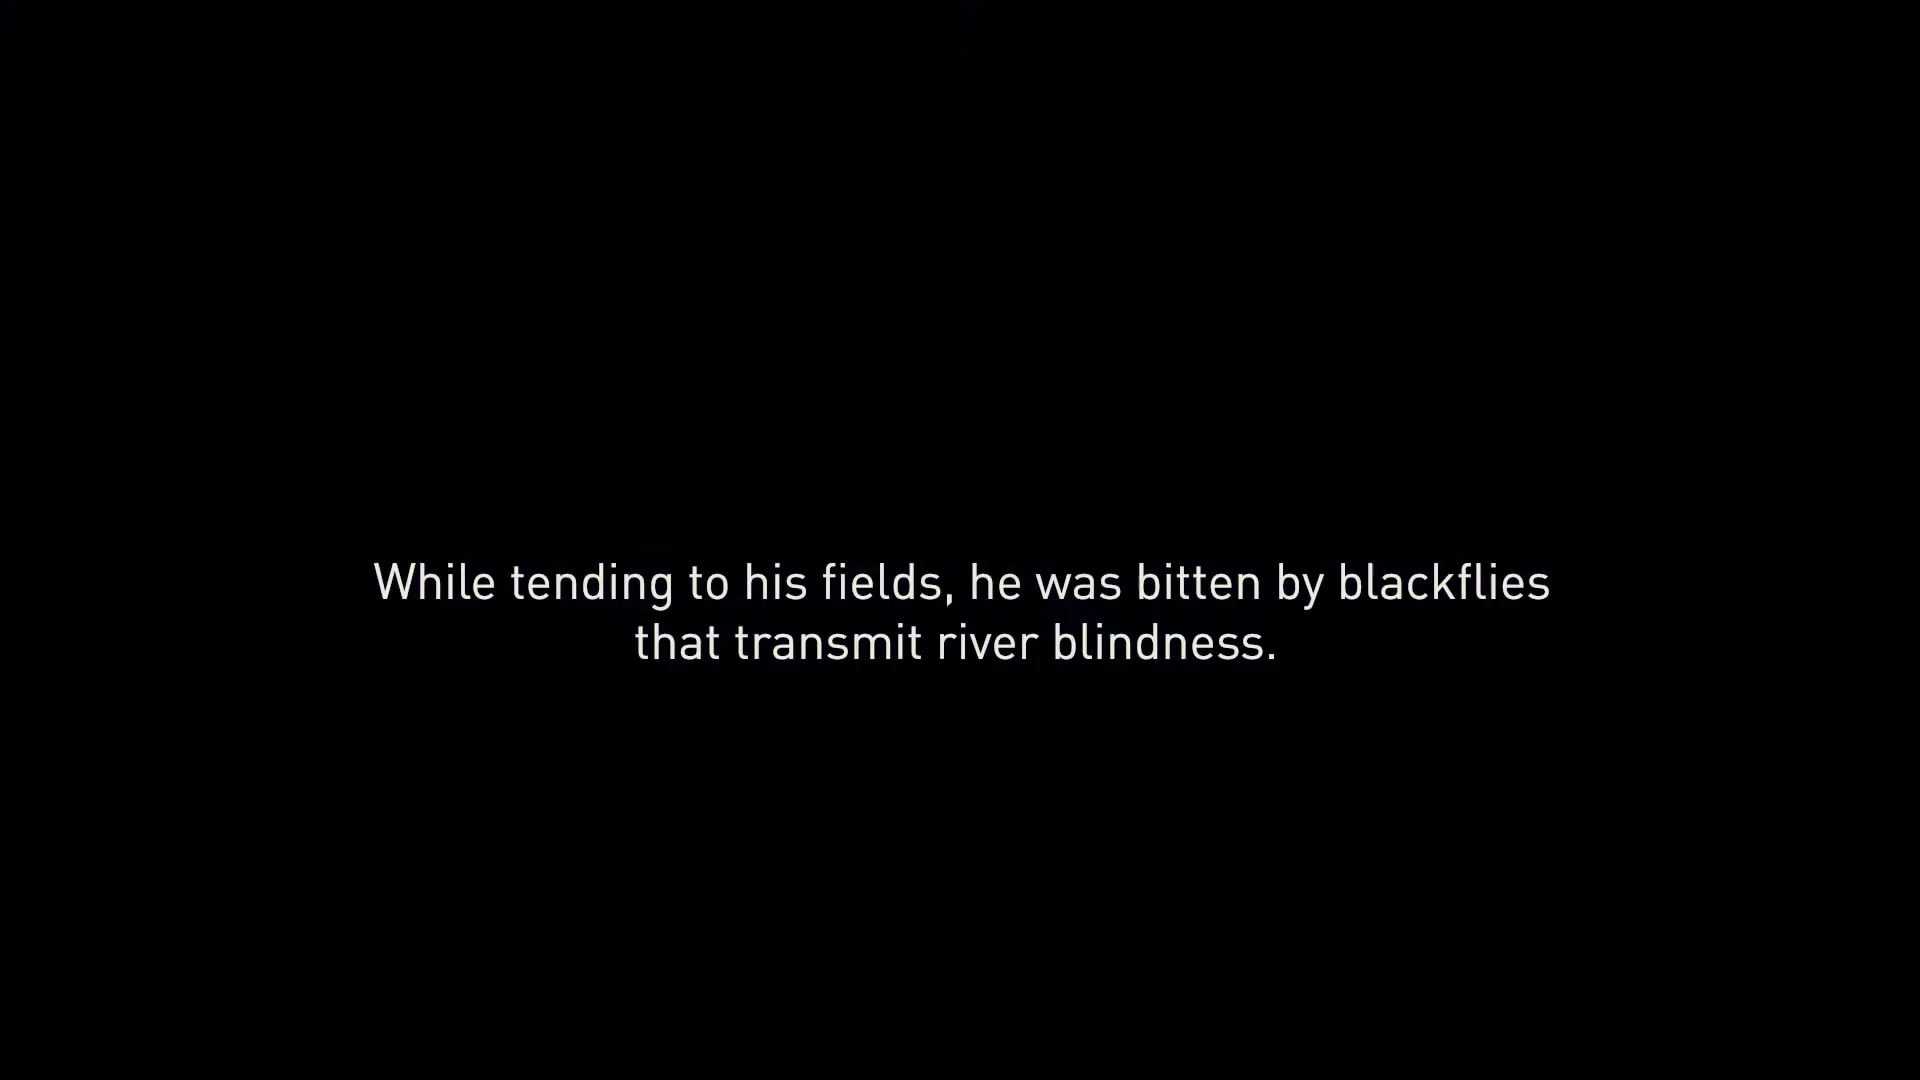 While tending to his fields, he was bitten by blackflies
that transmit river blindness.